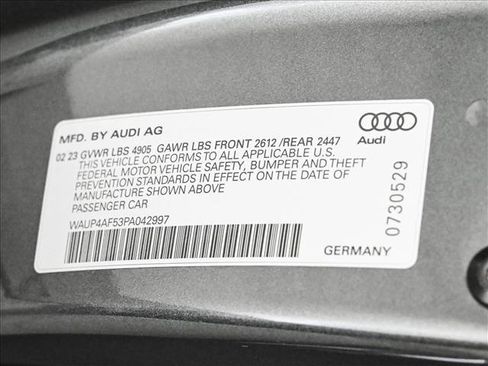 MFD. BY AUDI AG
02 23 GVWR LBS 4905 GAWR LBS FRONT 2612 /REAR 2447
THIS VEHICLE CONFORMS TO ALL APPLICABLE U.S.
FEDERAL MOTOR VEHICLE SAFETY, BUMPER AND THEFT
PREVENTION STANDARDS IN EFFECT ON THE DATE OF
MANUFACTURE SHOWN ABOVE
PASSENGER CAR
WAUP4AF53PA042997
Audi
0730529
GERMANY